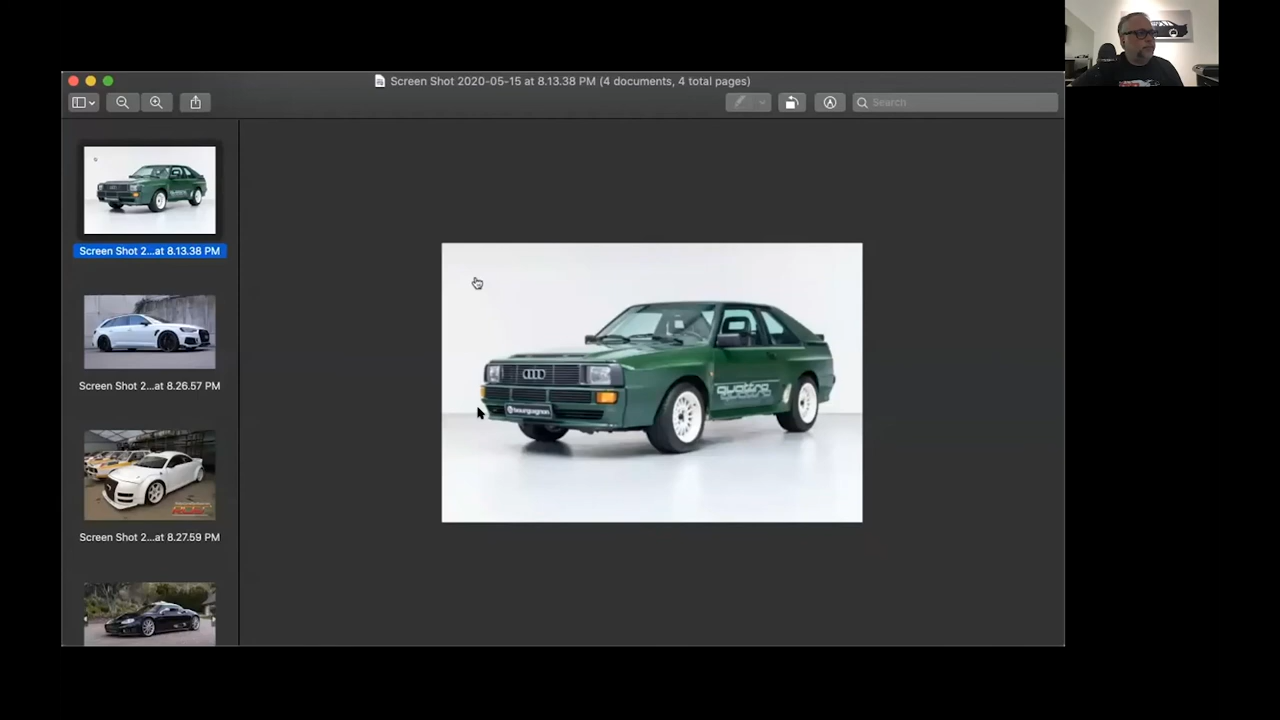 Screen Shot 2020-05-15 at 8.13.38 PM (4 documents, 4 total pages)
Search
Screen Shot 2...at 8.13.38 PM
Screen Shot 2...at 8.26.57 PM
Screen Shot 2...at 8.27.59 PM
quattro